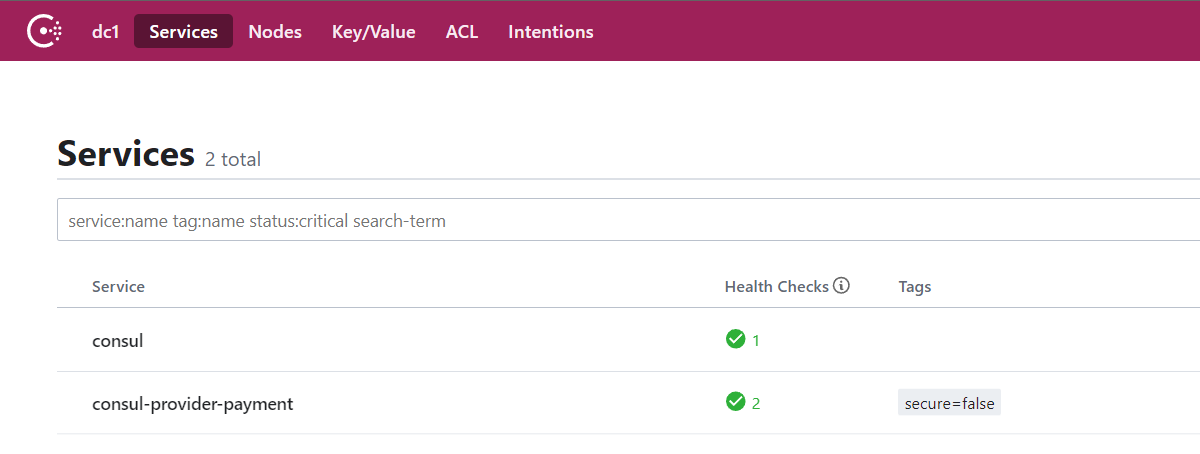 dc1 Services Nodes Key/Value ACL Intentions
Services 2 total
service:name tag:name status:critical search-term
Service Health Checks Tags
consul 1
consul-provider-payment 2 secure=false